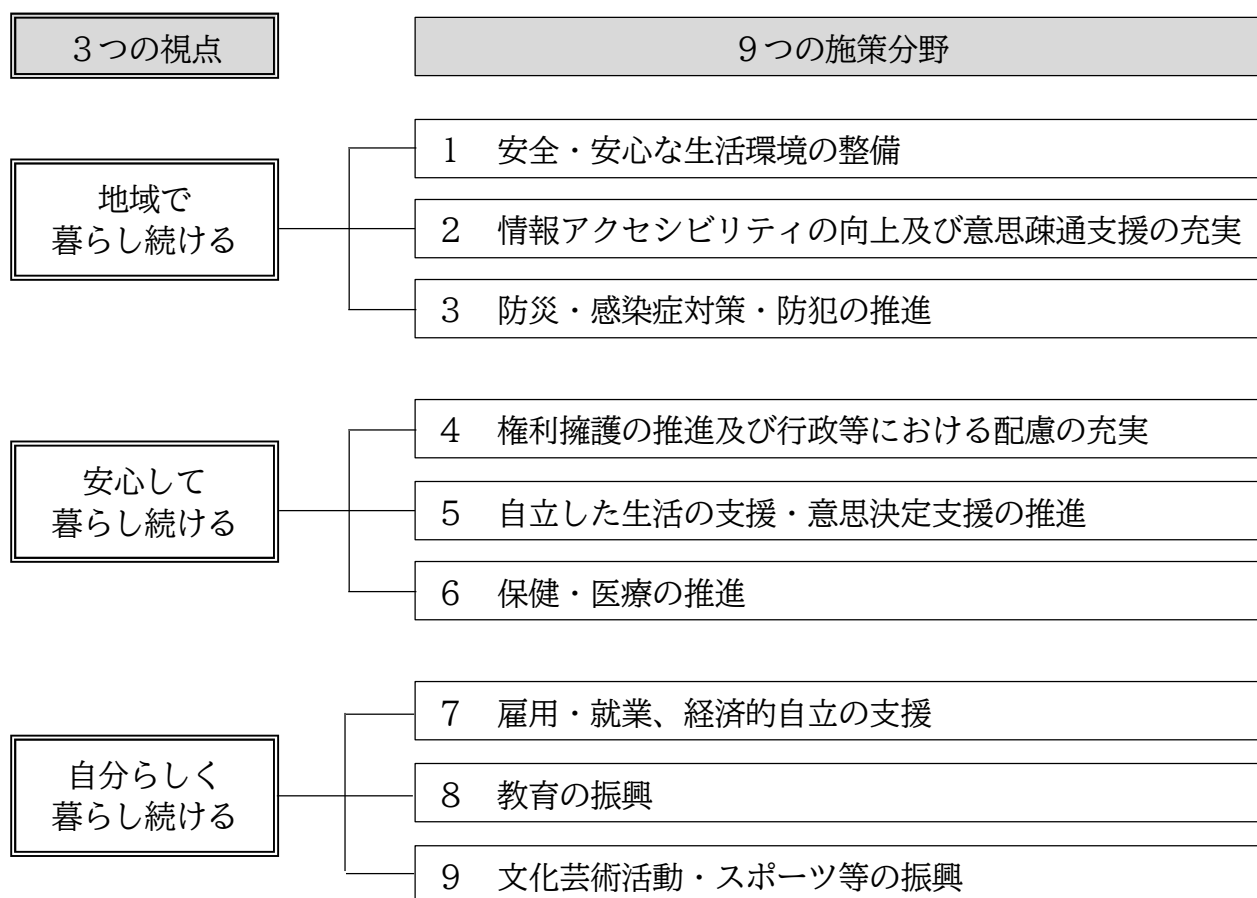 ３つの視点
９つの施策分野
地域で
暮らし続ける
１　安全・安心な生活環境の整備
２　情報アクセシビリティの向上及び意思疎通支援の充実
３　防災・感染症対策・防犯の推進
安心して
暮らし続ける
４　権利擁護の推進及び行政等における配慮の充実
５　自立した生活の支援・意思決定支援の推進
６　保健・医療の推進
自分らしく
暮らし続ける
７　雇用・就業、経済的自立の支援
８　教育の振興
９　文化芸術活動・スポーツ等の振興